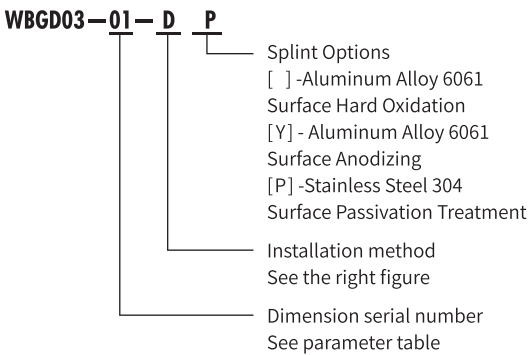 WBGD03-01-D P
Splint Options
[ ] -Aluminum Alloy 6061
Surface Hard Oxidation
[Y] - Aluminum Alloy 6061
Surface Anodizing
[P] -Stainless Steel 304
Surface Passivation Treatment
Installation method
See the right figure
Dimension serial number
See parameter table